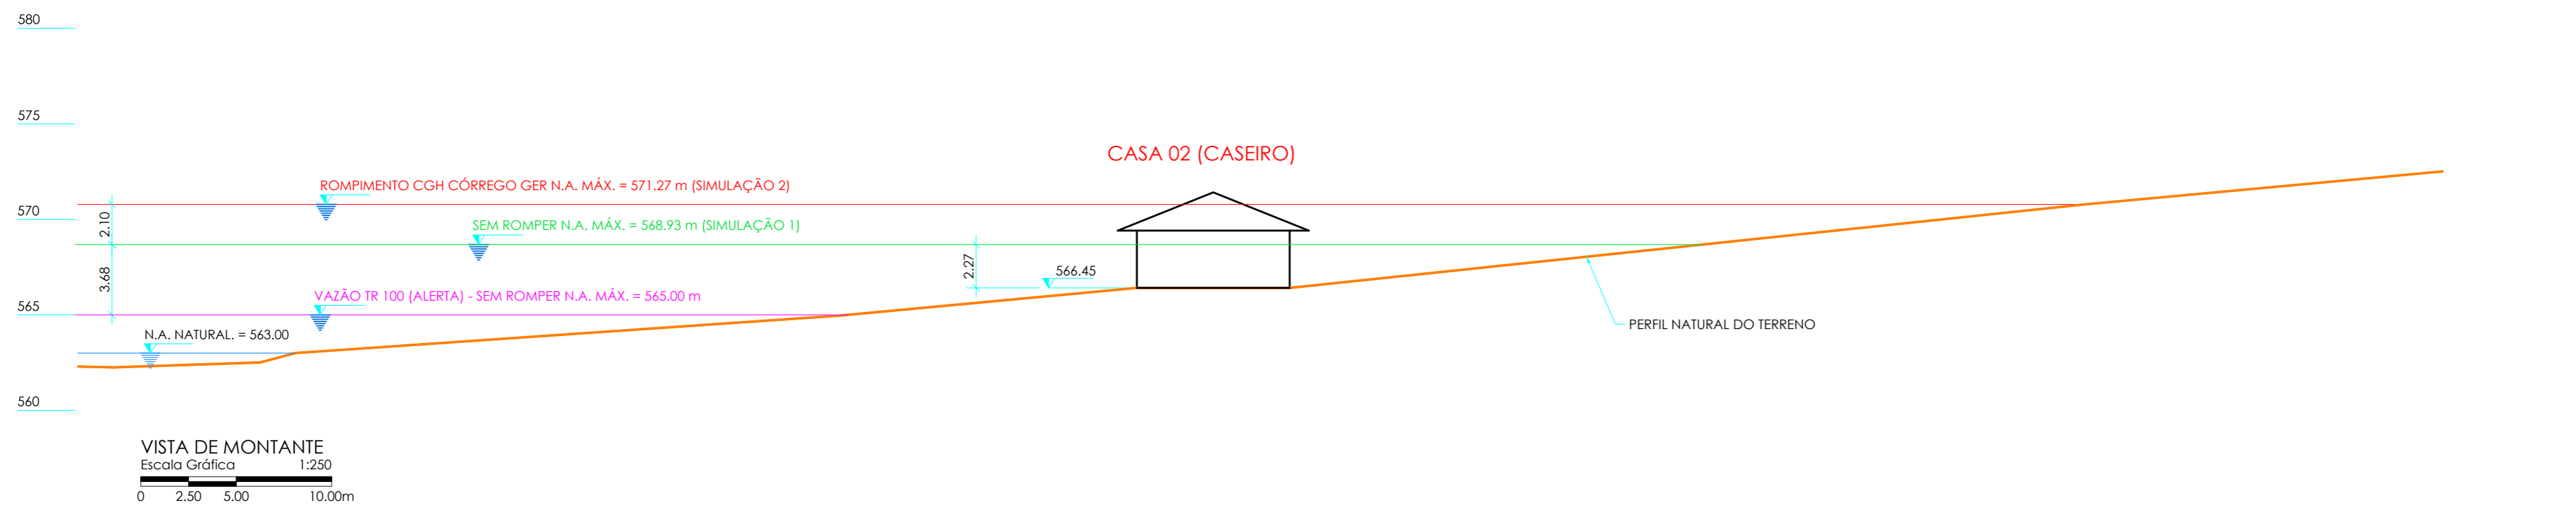 580
575
CASA 02 (CASEIRO)
ROMPIMENTO CGH CÓRREGO GER N.A. MÁX. = 571.27 m (SIMULAÇÃO 2)
570
2.10
SEM ROMPER N.A. MÁX. = 568.93 m (SIMULAÇÃO 1)
2.27
566.45
3.68
VAZÃO TR 100 (ALERTA) - SEM ROMPER N.A. MÁX. = 565.00 m
565
PERFIL NATURAL DO TERRENO
N.A. NATURAL. = 563.00
560
VISTA DE MONTANTE
Escala Gráfica 1:250
0 2.50 5.00 10.00m